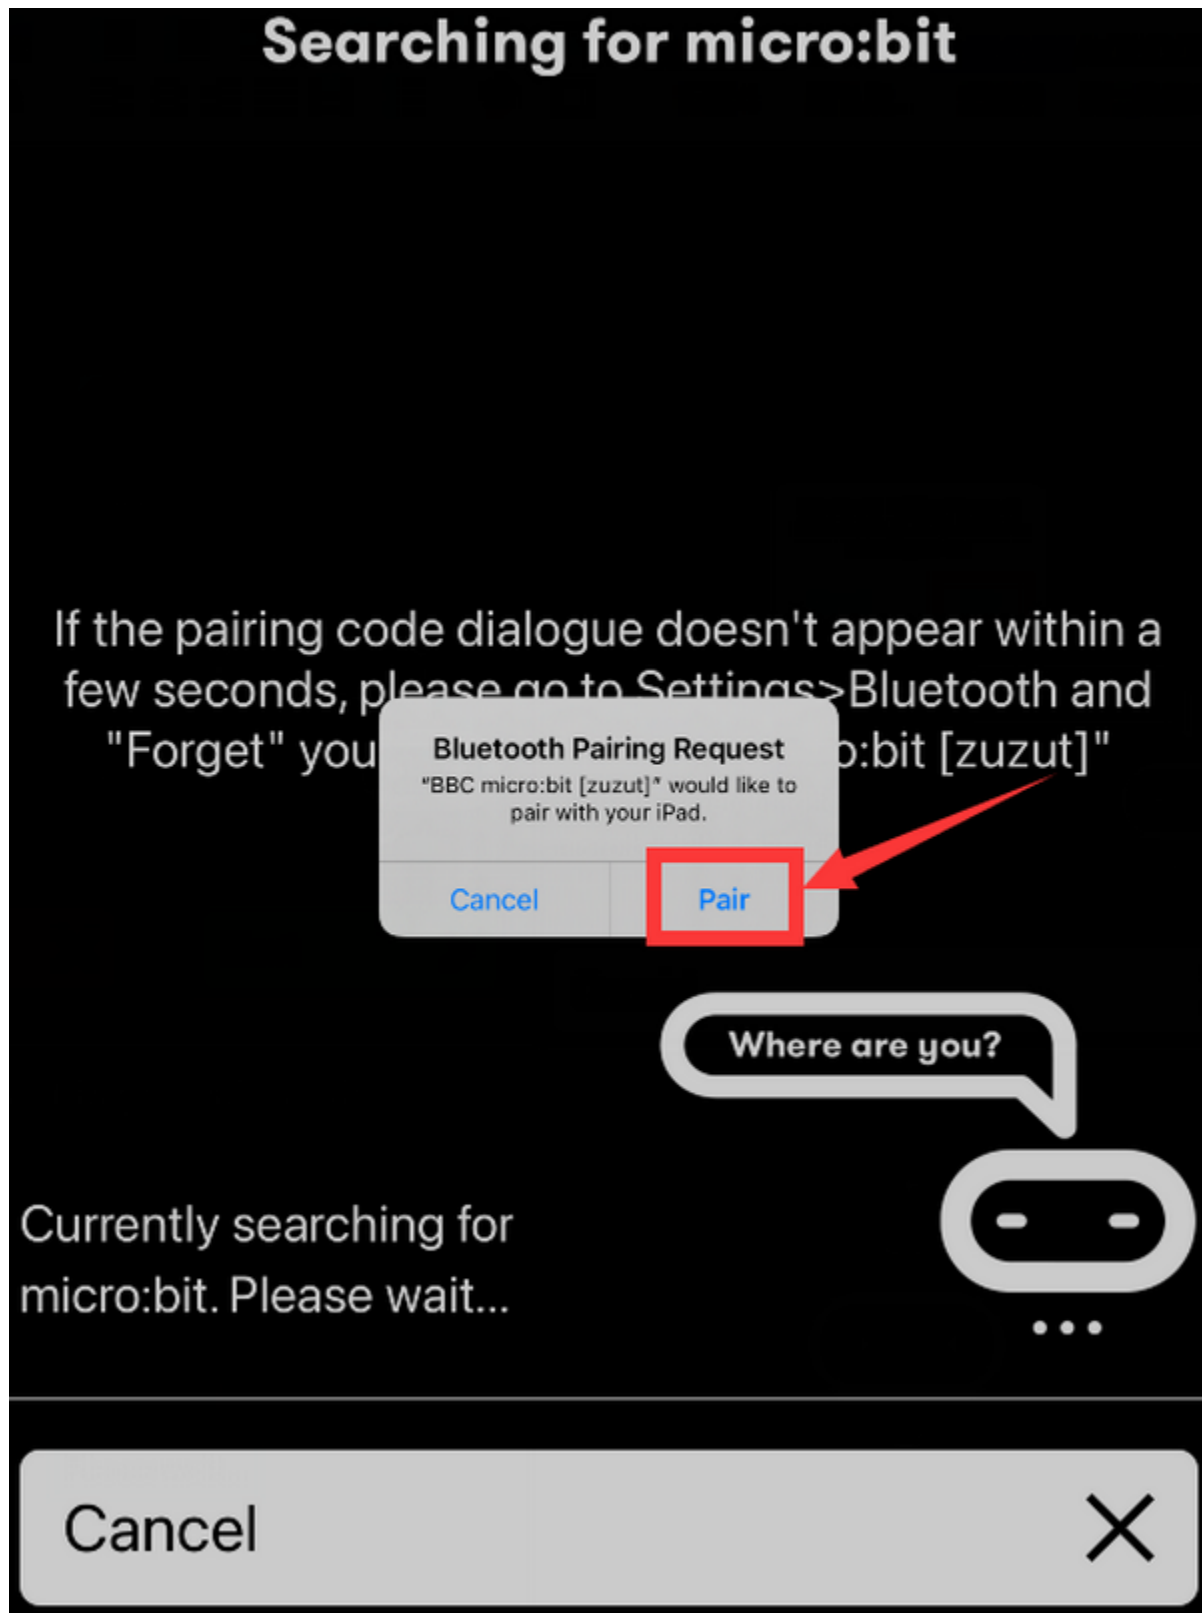 Searching for micro:bit
If the pairing code dialogue doesn't appear within a
few seconds, please go to Settings>Bluetooth and
"Forget" you
o:bit [zuzut]"
Bluetooth Pairing Request
"BBC micro:bit [zuzut]" would like to
pair with your iPad.
Cancel
Pair
Where are you?
Currently searching for
micro:bit. Please wait...
Cancel